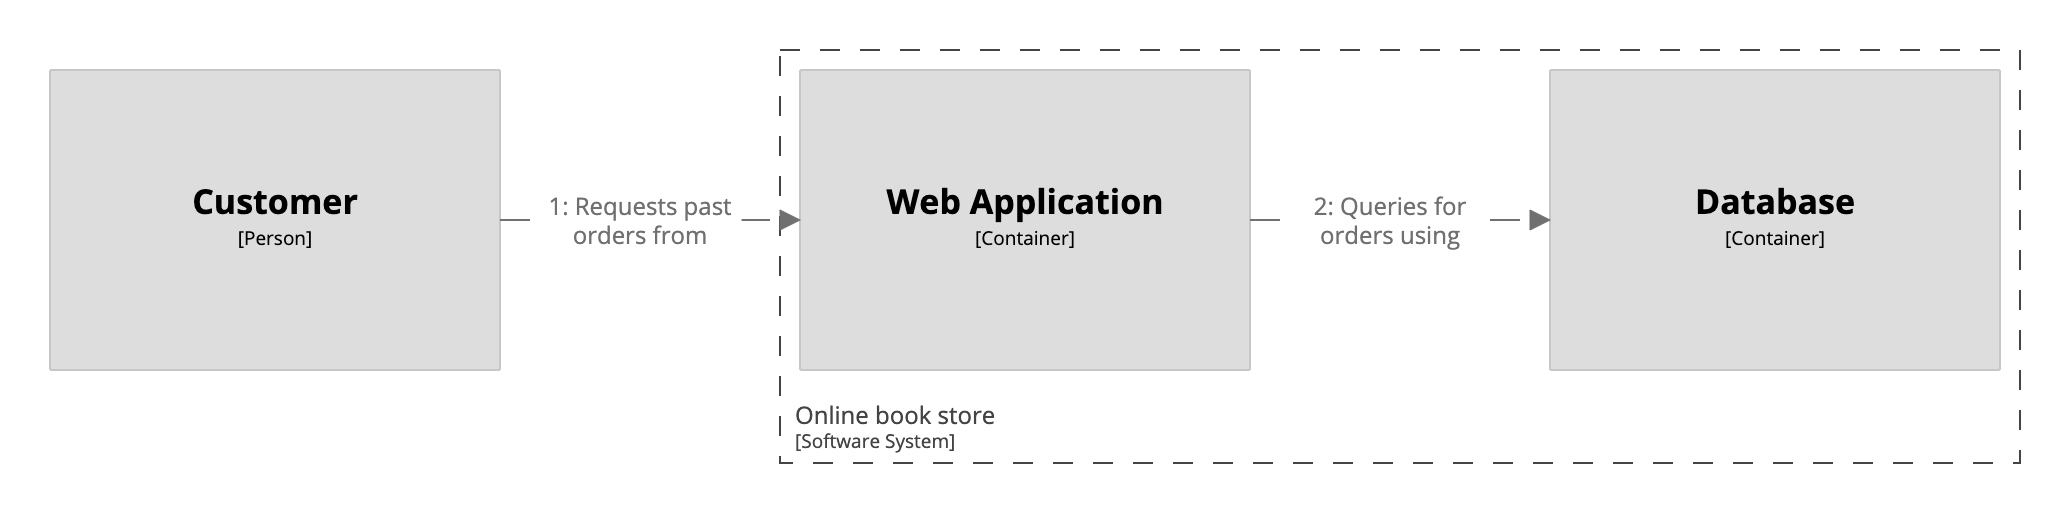 Customer
[Person]
1: Requests past
orders from
Web Application
[Container]
2: Queries for
orders using
Database
[Container]
Online book store
[Software System]